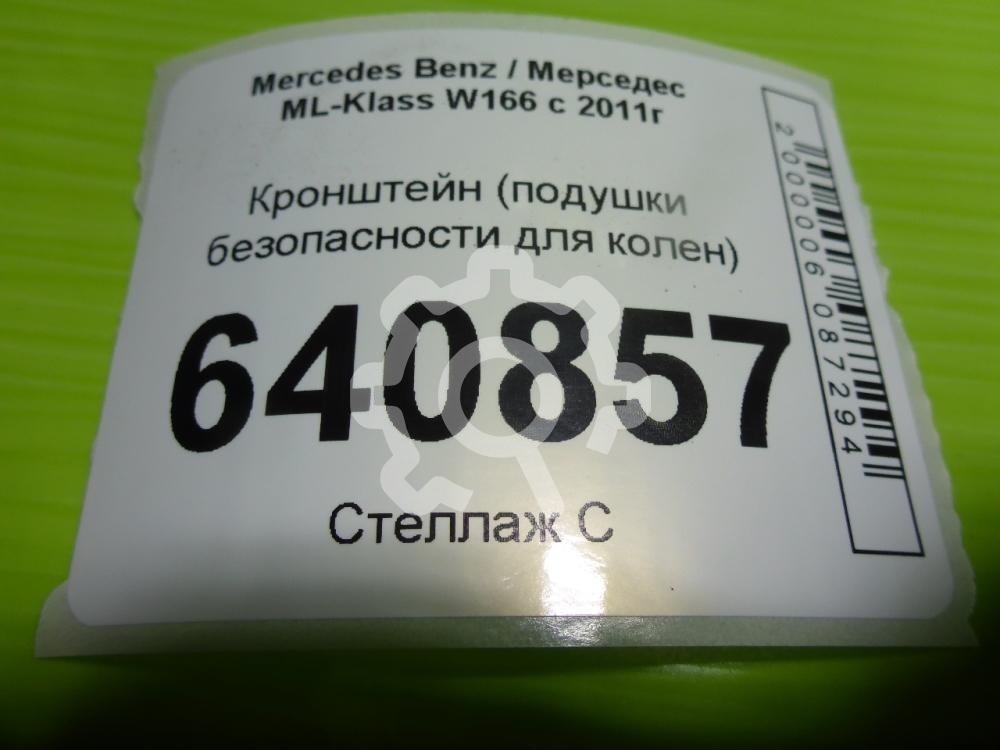 Mercedes Benz / Мерседес
ML-Klass W166 с 2011г
Кронштейн (подушки
безопасности для колен)
640857
Стеллаж С
2000006087294